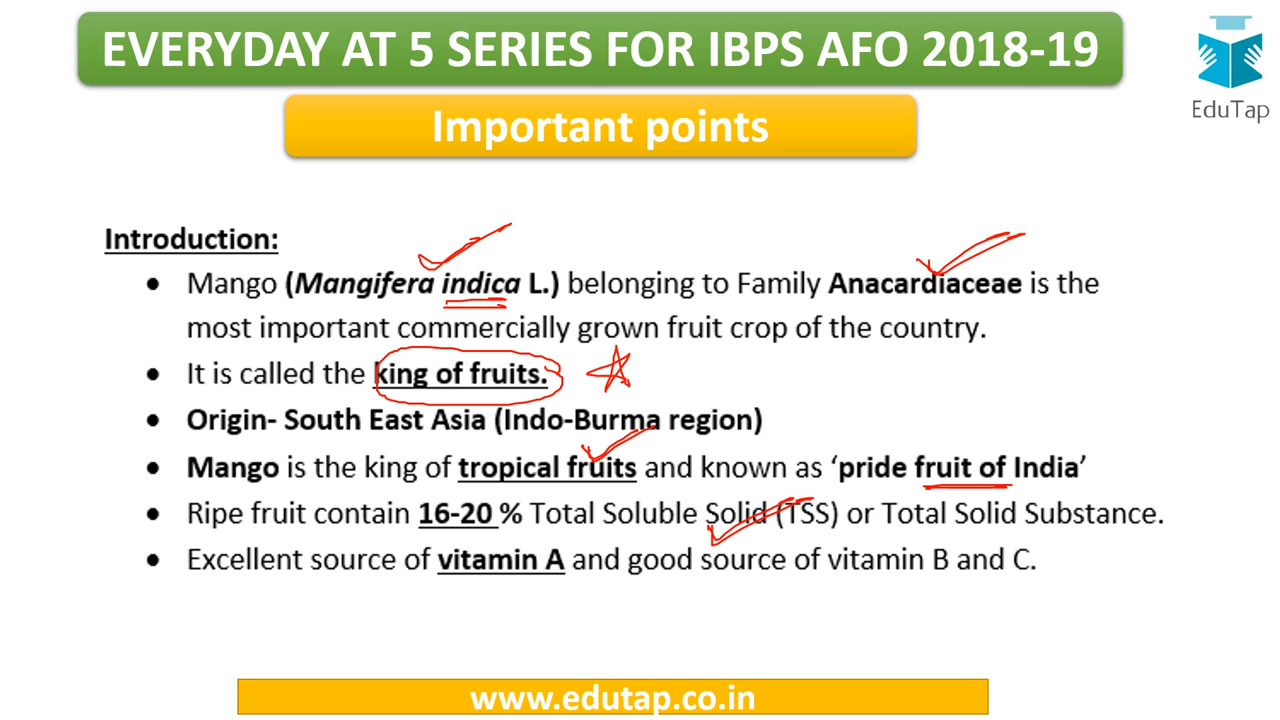 EVERYDAY AT 5 SERIES FOR IBPS AFO 2018-19
EduTap
Important points
Introduction:
• Mango (Mangifera indica L.) belonging to Family Anacardiaceae is the
most important commercially grown fruit crop of the country.
• It is called the king of fruits.
• Origin- South East Asia (Indo-Burma region)
• Mango is the king of tropical fruits and known as ‘pride fruit of India’
• Ripe fruit contain 16-20 % Total Soluble Solid (TSS) or Total Solid Substance.
• Excellent source of vitamin A and good source of vitamin B and C.
www.edutap.co.in